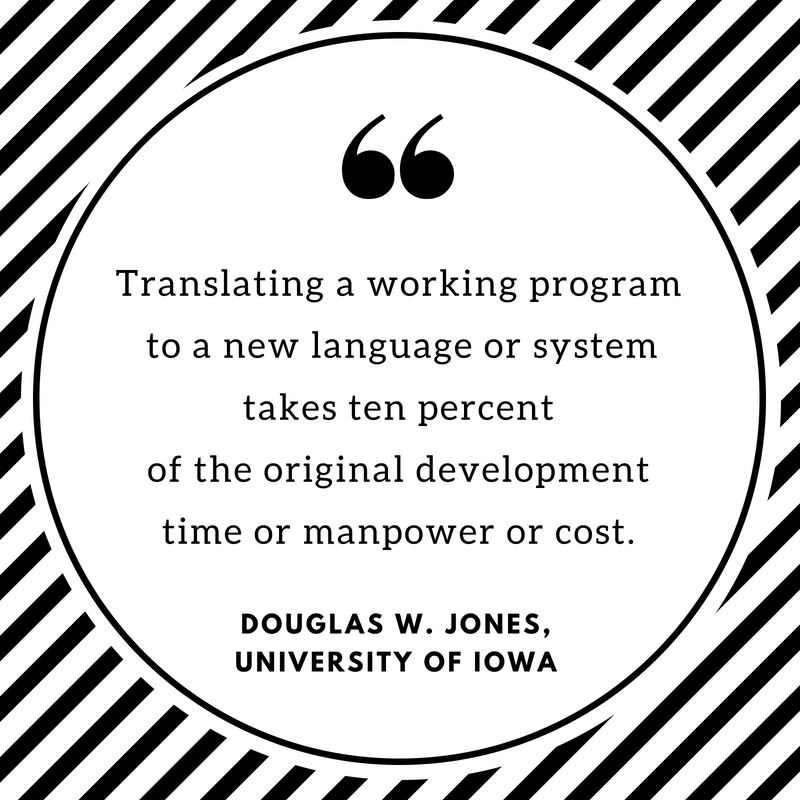 “
Translating a working program
to a new language or system
takes ten percent
of the original development
time or manpower or cost.
DOUGLAS W. JONES,
UNIVERSITY OF IOWA